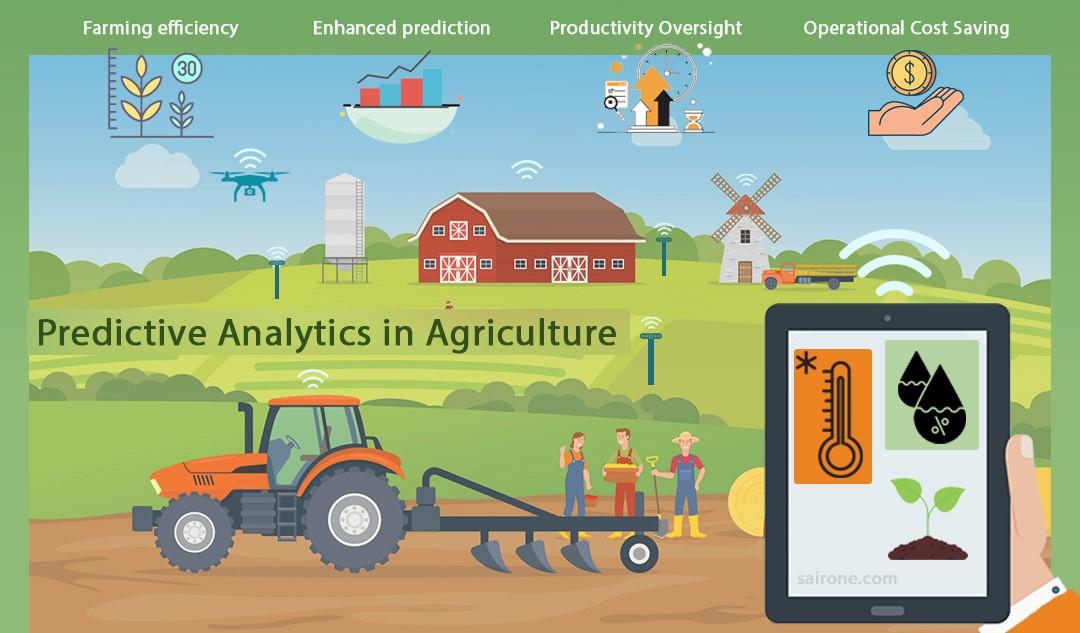 Farming efficiency
Enhanced prediction
Productivity Oversight
Operational Cost Saving
30
$
Predictive Analytics in Agriculture
%
sairone.com